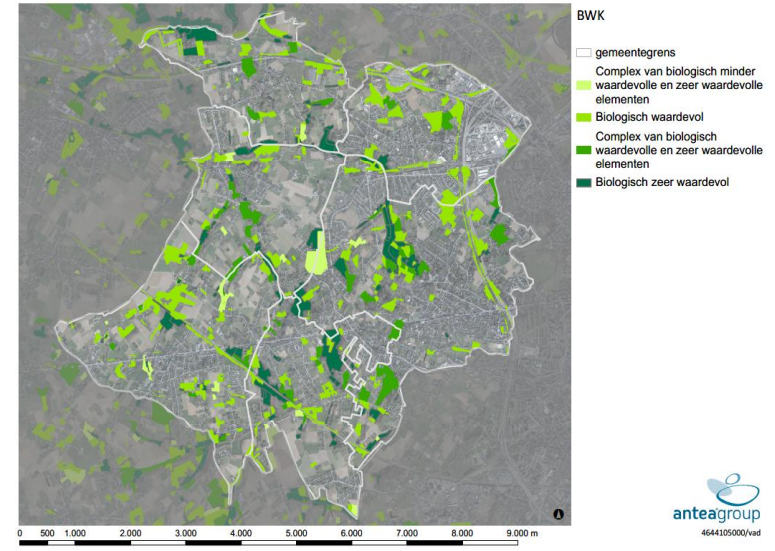 BWK
gemeentegrens
Complex van biologisch minder
waardevolle en zeer waardevolle
elementen
Biologisch waardevol
Complex van biologisch
waardevolle en zeer waardevolle
elementen
Biologisch zeer waardevol
anteagroup
4644105000/vad
0 500 1.000 2.000 3.000 4.000 5.000 6.000 7.000 8.000 9.000 m